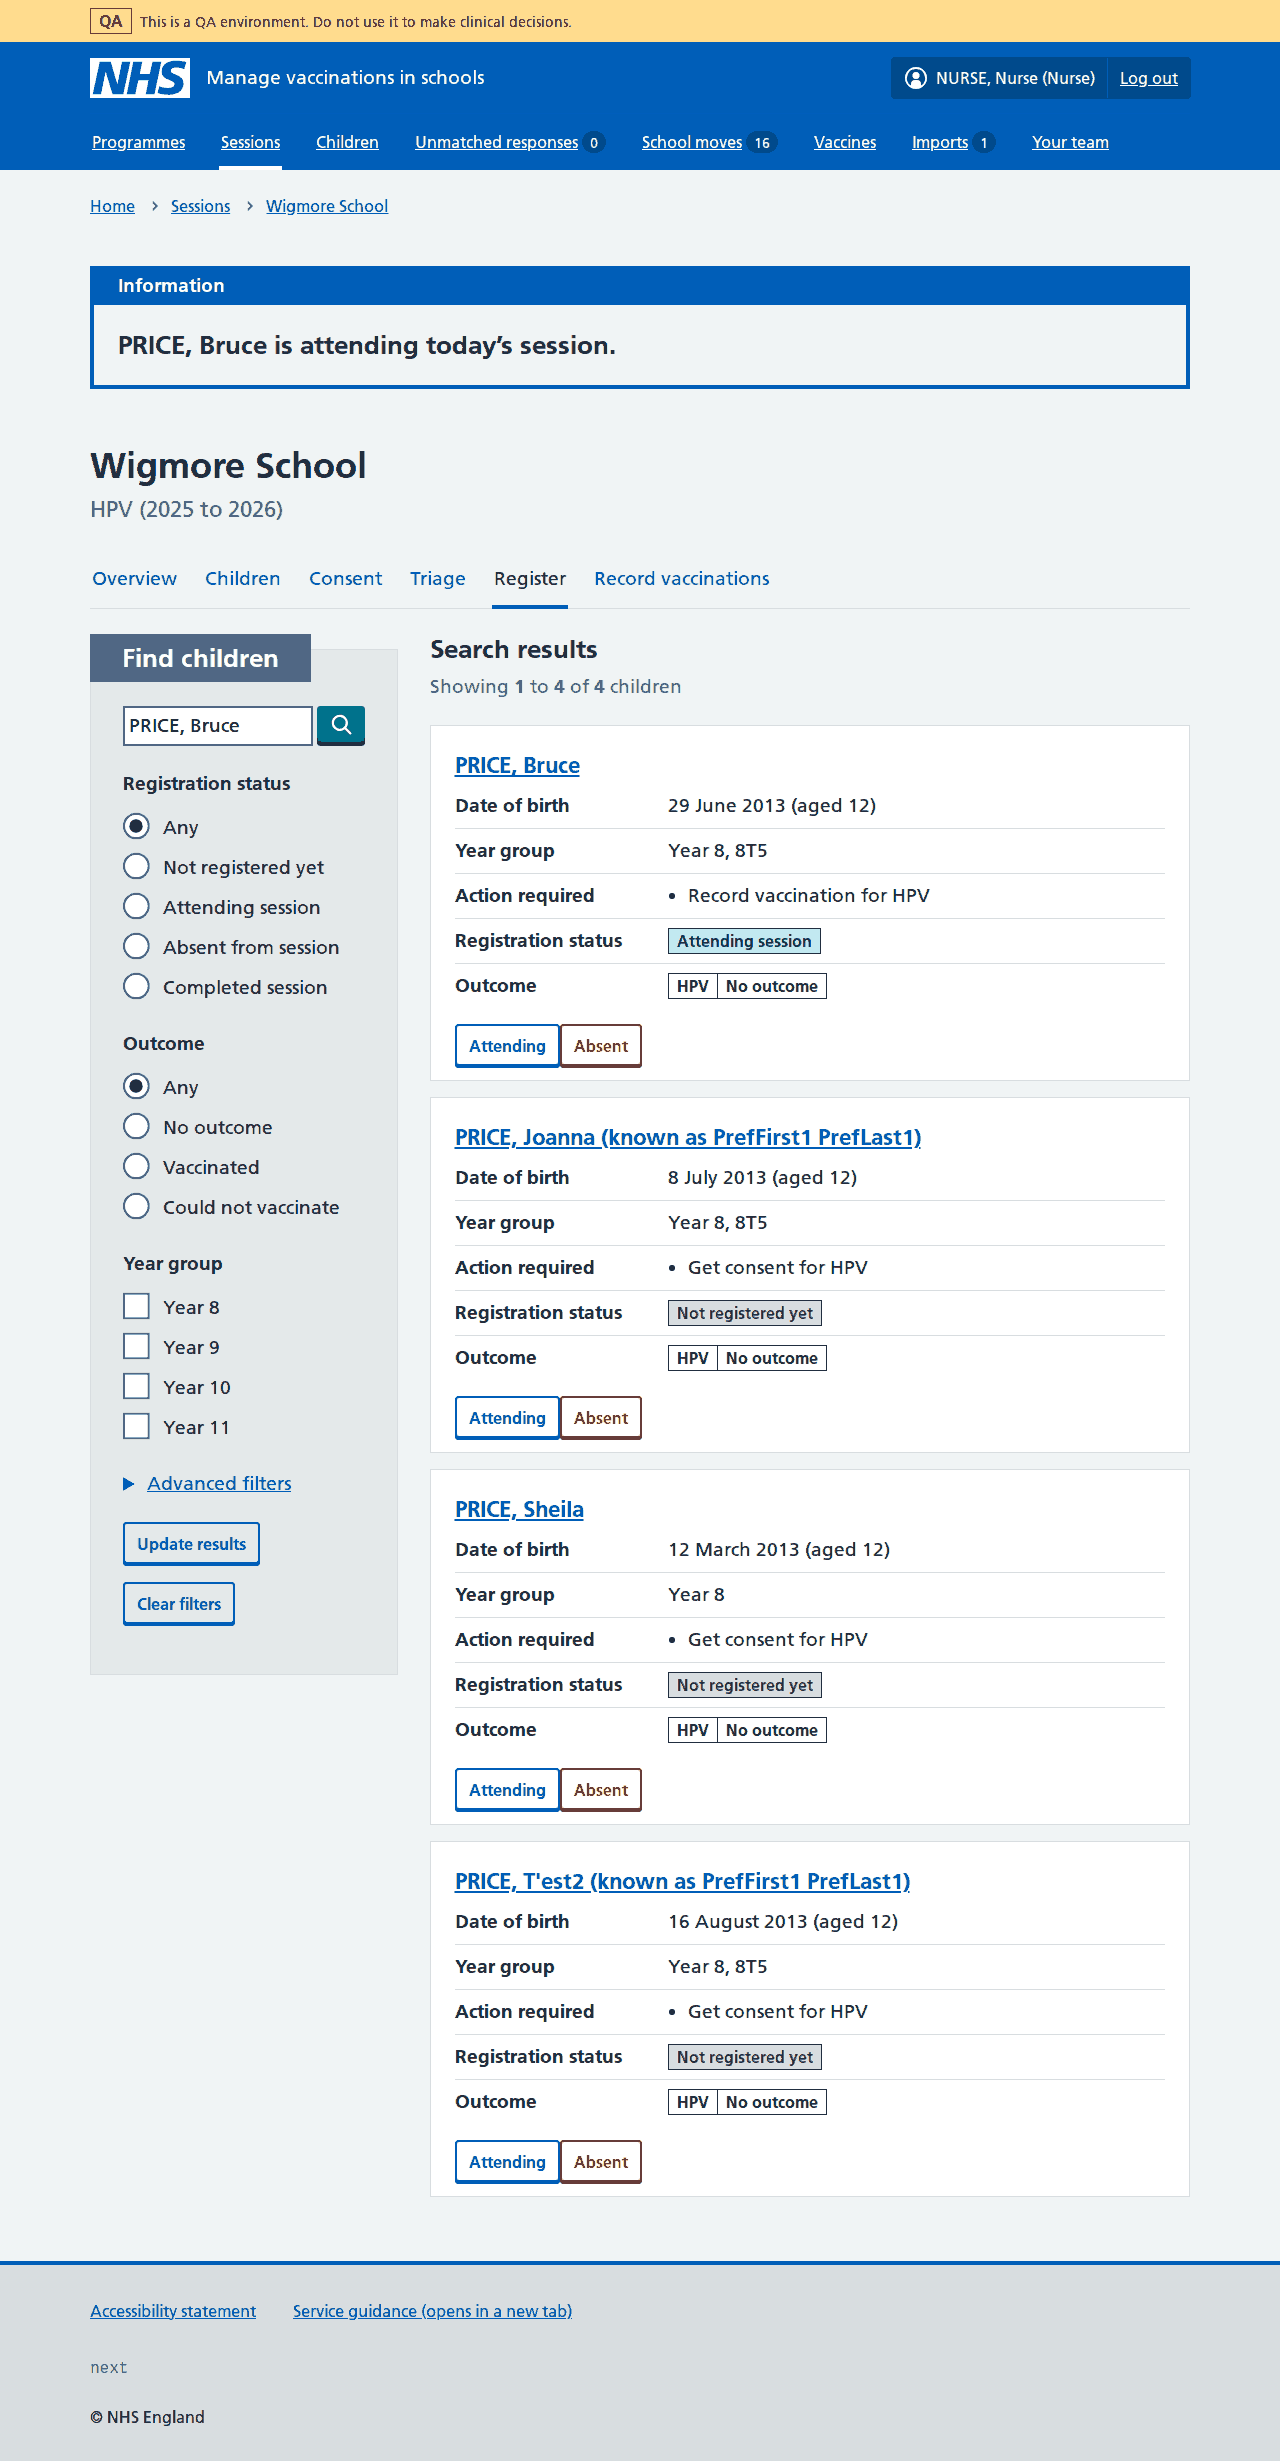 QA This is a QA environment. Do not use it to make clinical decisions.
NHS Manage vaccinations in schools NURSE, Nurse (Nurse) Log out
Programmes Sessions Children Unmatched responses 0 School moves 16 Vaccines Imports 1 Your team
Home Sessions Wigmore School
Information
PRICE, Bruce is attending today’s session.
Wigmore School
HPV (2025 to 2026)
Overview Children Consent Triage Register Record vaccinations
Find children
PRICE, Bruce
Registration status
Any
Not registered yet
Attending session
Absent from session
Completed session
Outcome
Any
No outcome
Vaccinated
Could not vaccinate
Year group
Year 8
Year 9
Year 10
Year 11
Advanced filters
Update results
Clear filters
Search results
Showing 1 to 4 of 4 children
PRICE, Bruce
Date of birth 29 June 2013 (aged 12)
Year group Year 8, 8T5
Action required • Record vaccination for HPV
Registration status Attending session
Outcome HPV No outcome
Attending Absent
PRICE, Joanna (known as PrefFirst1 PrefLast1)
Date of birth 8 July 2013 (aged 12)
Year group Year 8, 8T5
Action required • Get consent for HPV
Registration status Not registered yet
Outcome HPV No outcome
Attending Absent
PRICE, Sheila
Date of birth 12 March 2013 (aged 12)
Year group Year 8
Action required • Get consent for HPV
Registration status Not registered yet
Outcome HPV No outcome
Attending Absent
PRICE, T'est2 (known as PrefFirst1 PrefLast1)
Date of birth 16 August 2013 (aged 12)
Year group Year 8, 8T5
Action required • Get consent for HPV
Registration status Not registered yet
Outcome HPV No outcome
Attending Absent
Accessibility statement Service guidance (opens in a new tab)
next
© NHS England